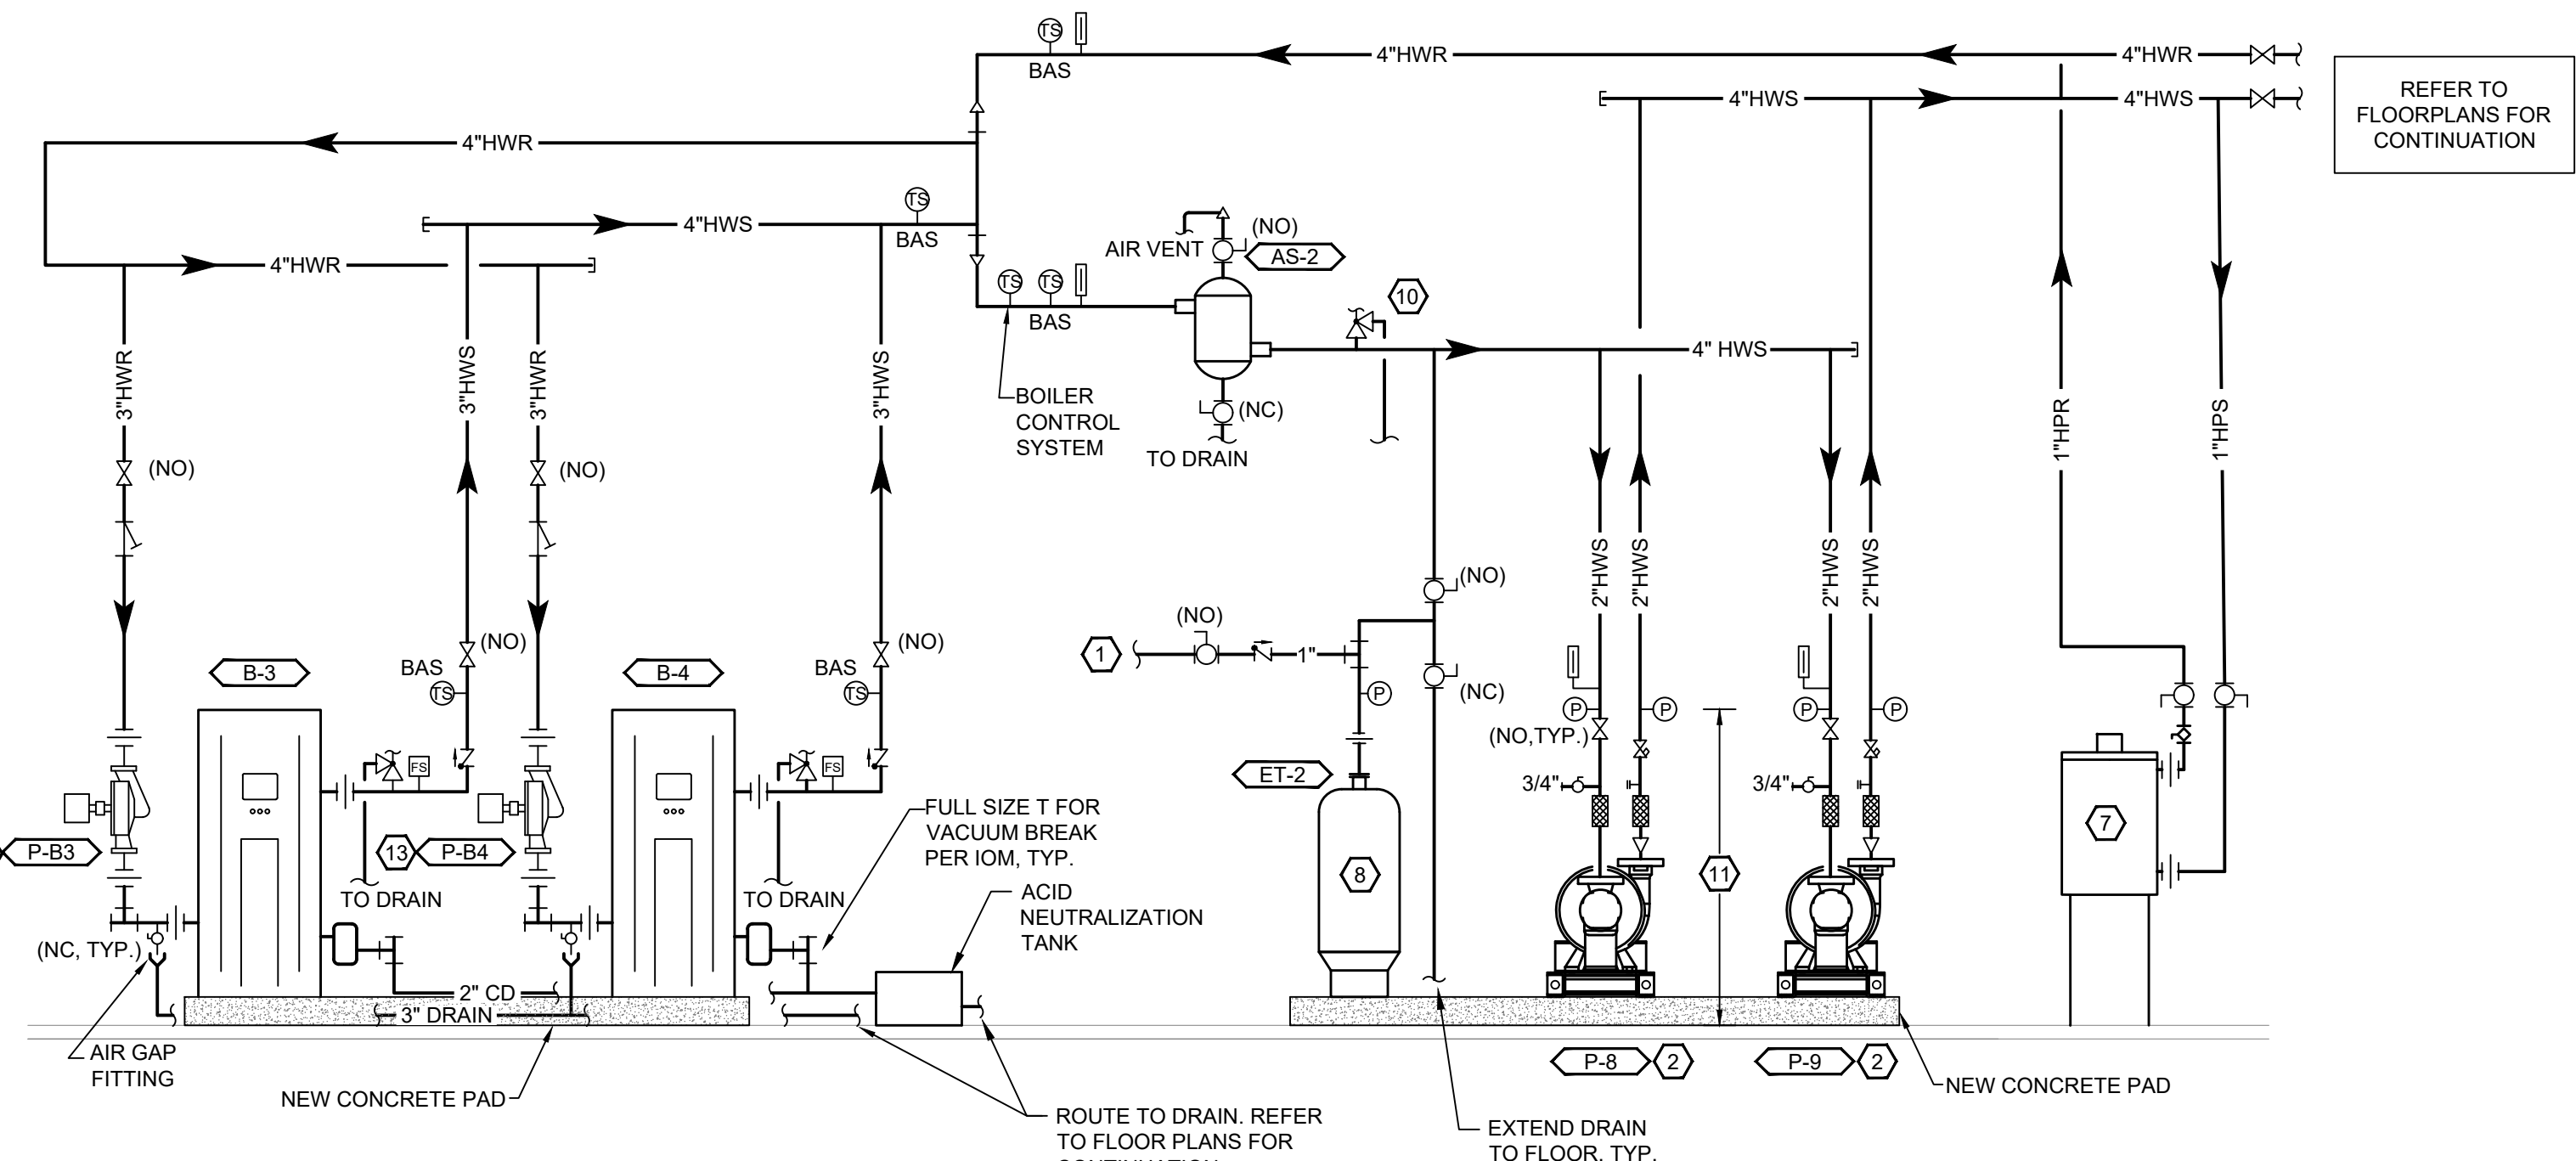 TS
BAS
4"HWR
4"HWR
4"HWS
4"HWS
REFER TO
FLOORPLANS FOR
CONTINUATION
4"HWR
TS
4"HWS
BAS
4"HWR
AIR VENT
(NO)
AS-2
TS
TS
BAS
10
4" HWS
BOILER
CONTROL
SYSTEM
(NC)
TO DRAIN
3"HWR
3"HWS
3"HWR
3"HWS
1"HPR
1"HPS
(NO)
(NO)
2"HWS
2"HWS
2"HWS
2"HWS
(NO)
(NO)
1
1"
(NO)
(NO)
(NC)
P
B-3
BAS
TS
B-4
BAS
TS
P
P
P
P
(NO,TYP.)
FS
FS
ET-2
3/4"
3/4"
7
FULL SIZE T FOR
VACUUM BREAK
PER IOM, TYP.
P-B3
13
P-B4
8
11
TO DRAIN
TO DRAIN
ACID
NEUTRALIZATION
TANK
(NC, TYP.)
2" CD
3" DRAIN
AIR GAP
FITTING
NEW CONCRETE PAD
P-8
2
P-9
2
NEW CONCRETE PAD
ROUTE TO DRAIN. REFER
TO FLOOR PLANS FOR
EXTEND DRAIN
TO FLOOR, TYP.